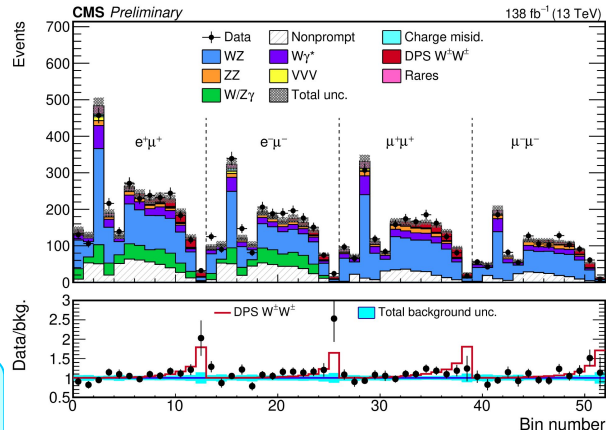 CMS Preliminary 138 fb⁻¹ (13 TeV)
Events
700
600
500
400
300
200
100
0
Data Nonprompt Charge misid.
WZ Wγ* DPS W±W±
ZZ VVV Rares
W/Zγ Total unc.
e⁺μ⁺ e⁻μ⁻ μ⁺μ⁺ μ⁻μ⁻
Data/bkg.
3
2.5
2
1.5
1
0.5
DPS W±W± Total background unc.
0 10 20 30 40 50
Bin number